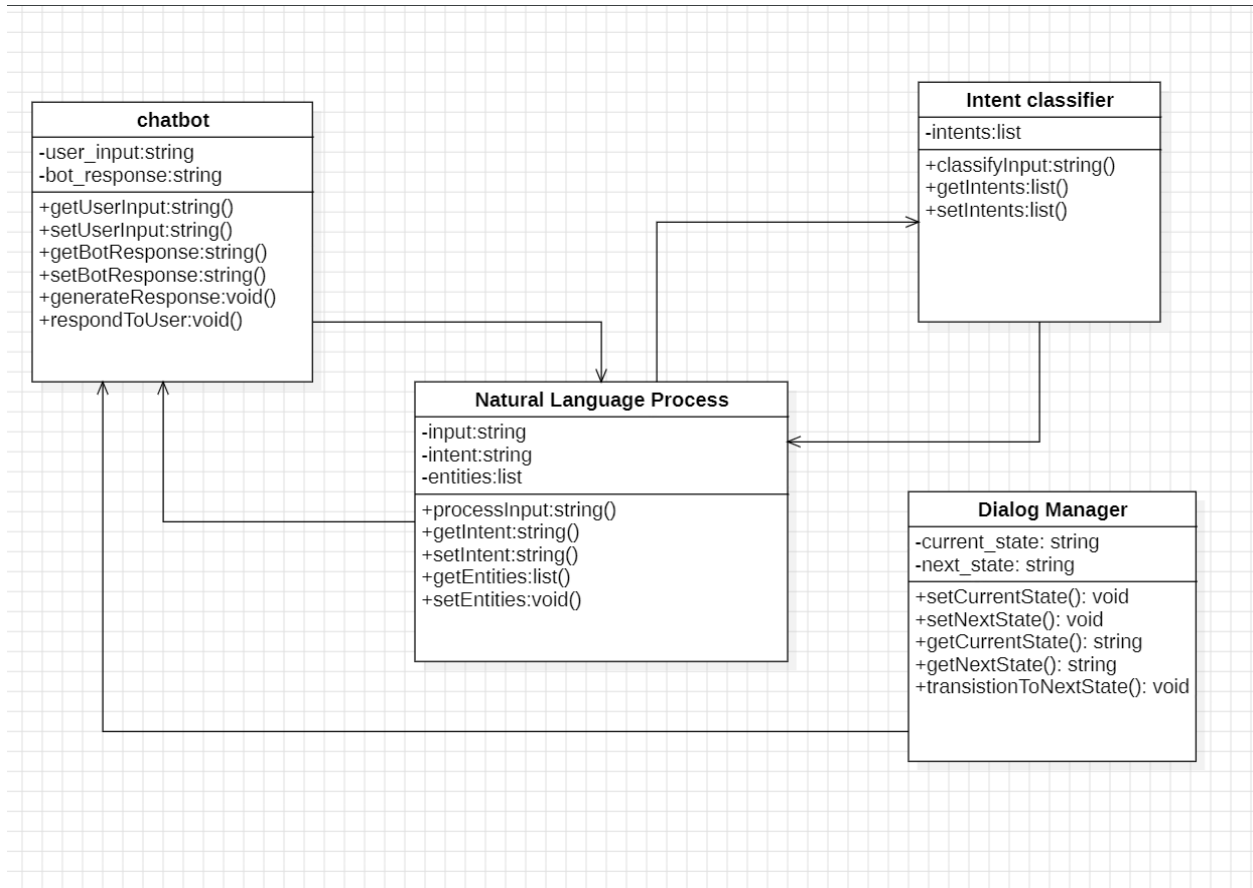 chatbot
-user_input:string
-bot_response:string
+getUserInput:string()
+setUserInput:string()
+getBotResponse:string()
+setBotResponse:string()
+generateResponse:void()
+respondToUser:void()
Intent classifier
-intents:list
+classifyInput:string()
+getIntents:list()
+setIntents:list()
Natural Language Process
-input:string
-intent:string
-entities:list
+processInput:string()
+getIntent:string()
+setIntent:string()
+getEntities:list()
+setEntities:void()
Dialog Manager
-current_state: string
-next_state: string
+setCurrentState(): void
+setNextState(): void
+getCurrentState(): string
+getNextState(): string
+transistionToNextState(): void